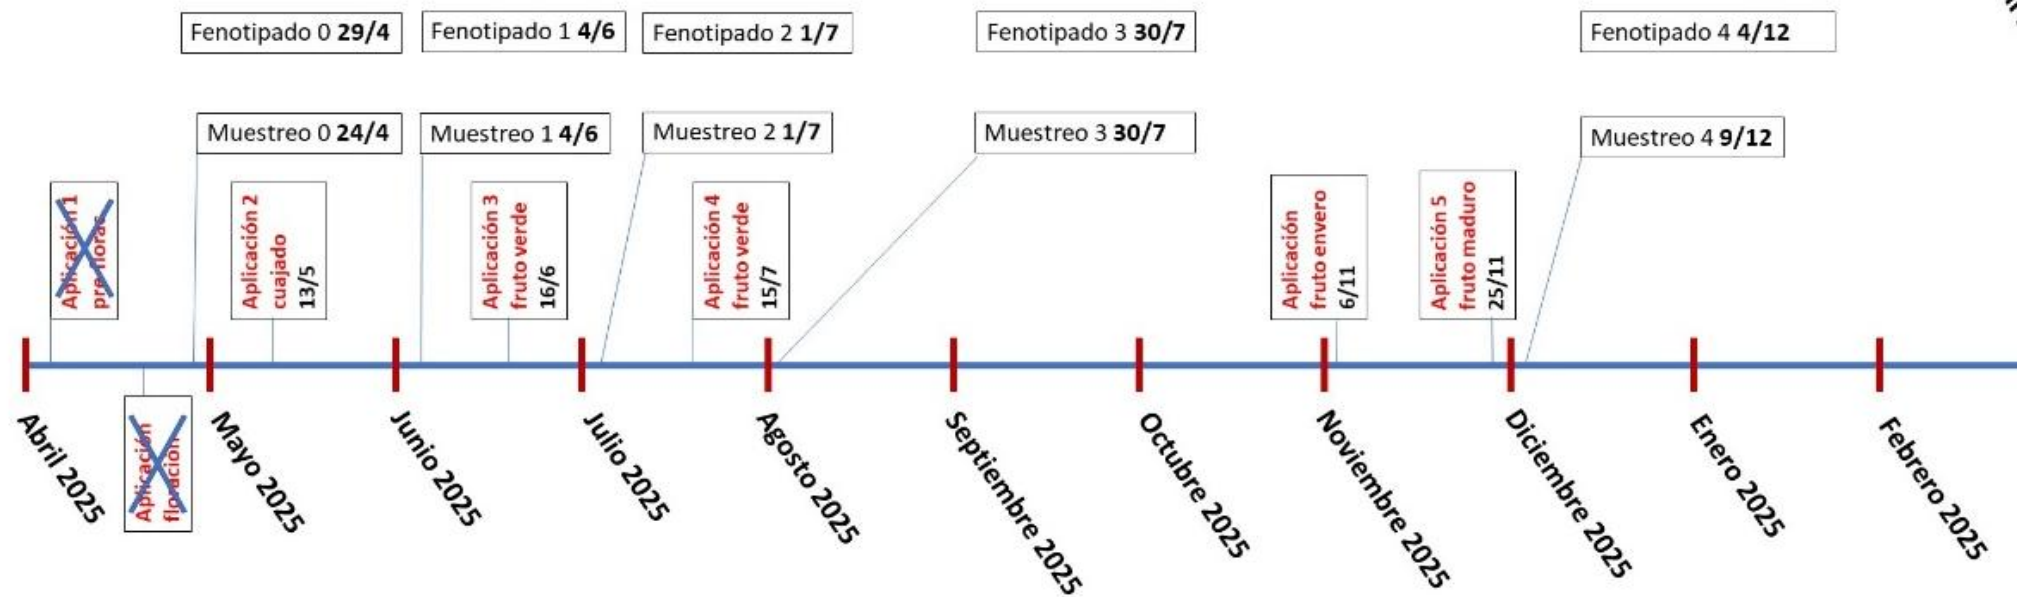 Fenotipado 0 29/4
Fenotipado 1 4/6
Fenotipado 2 1/7
Fenotipado 3 30/7
Fenotipado 4 4/12
Muestreo 0 24/4
Muestreo 1 4/6
Muestreo 2 1/7
Muestreo 3 30/7
Muestreo 4 9/12
Aplicación 1
Aplicación 2
cuajado
13/5
Aplicación 3
fruto verde
16/6
Aplicación 4
fruto verde
15/7
Aplicación
fruto envero
6/11
Aplicación 5
fruto maduro
25/11
Aplicación
floración
Abril 2025
Mayo 2025
Junio 2025
Julio 2025
Agosto 2025
Septiembre 2025
Octubre 2025
Noviembre 2025
Diciembre 2025
Enero 2025
Febrero 2025